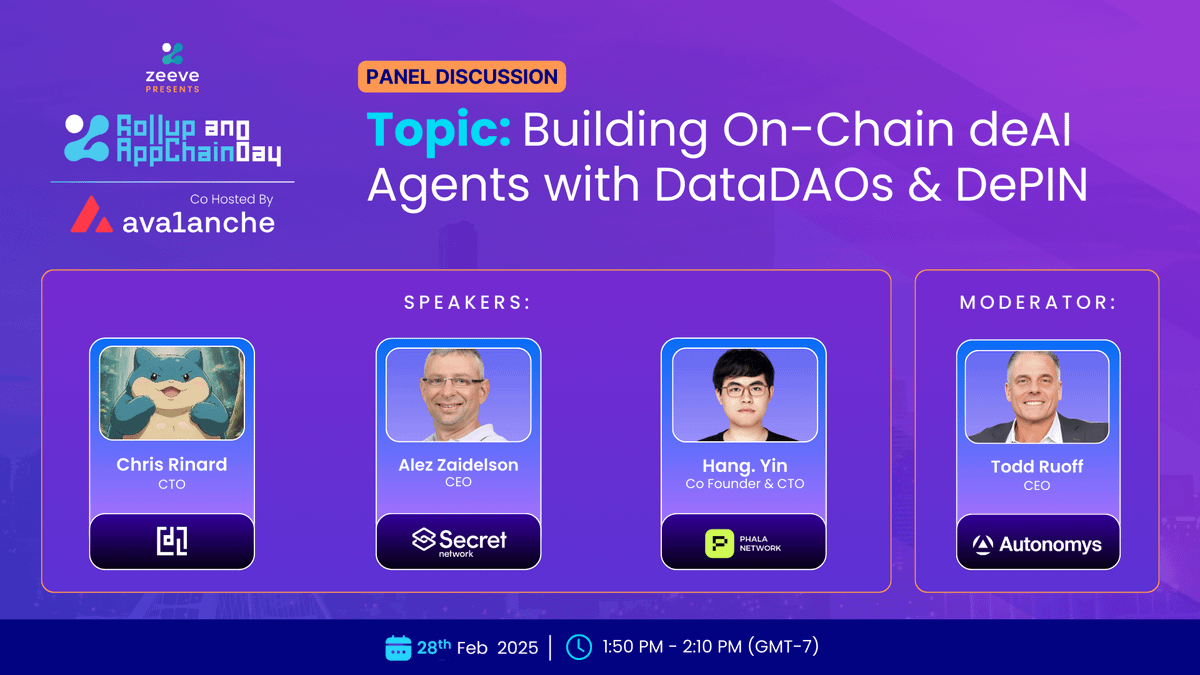 zeeve
PRESENTS
Rollup and
AppChainDay
Co Hosted By
avalanche
PANEL DISCUSSION
Topic: Building On-Chain deAI
Agents with DataDAOs & DePIN
SPEAKERS:
Chris Rinard
CTO
Alez Zaidelson
CEO
Secret
network
Hang. Yin
Co Founder & CTO
PHALA
NETWORK
MODERATOR:
Todd Ruoff
CEO
Autonomys
28th Feb 2025 | 1:50 PM - 2:10 PM (GMT-7)